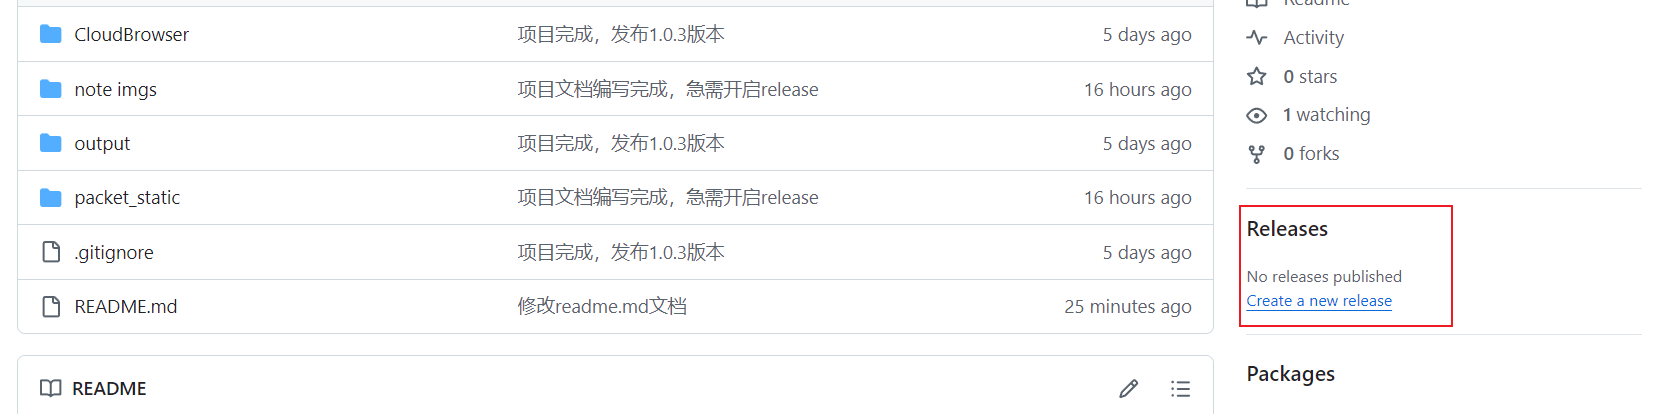 CloudBrowser 项目完成，发布1.0.3版本 5 days ago
note imgs 项目文档编写完成，急需开启release 16 hours ago
output 项目完成，发布1.0.3版本 5 days ago
packet_static 项目文档编写完成，急需开启release 16 hours ago
.gitignore 项目完成，发布1.0.3版本 5 days ago
README.md 修改readme.md文档 25 minutes ago
README
Readme
Activity
0 stars
1 watching
0 forks
Releases
No releases published
Create a new release
Packages